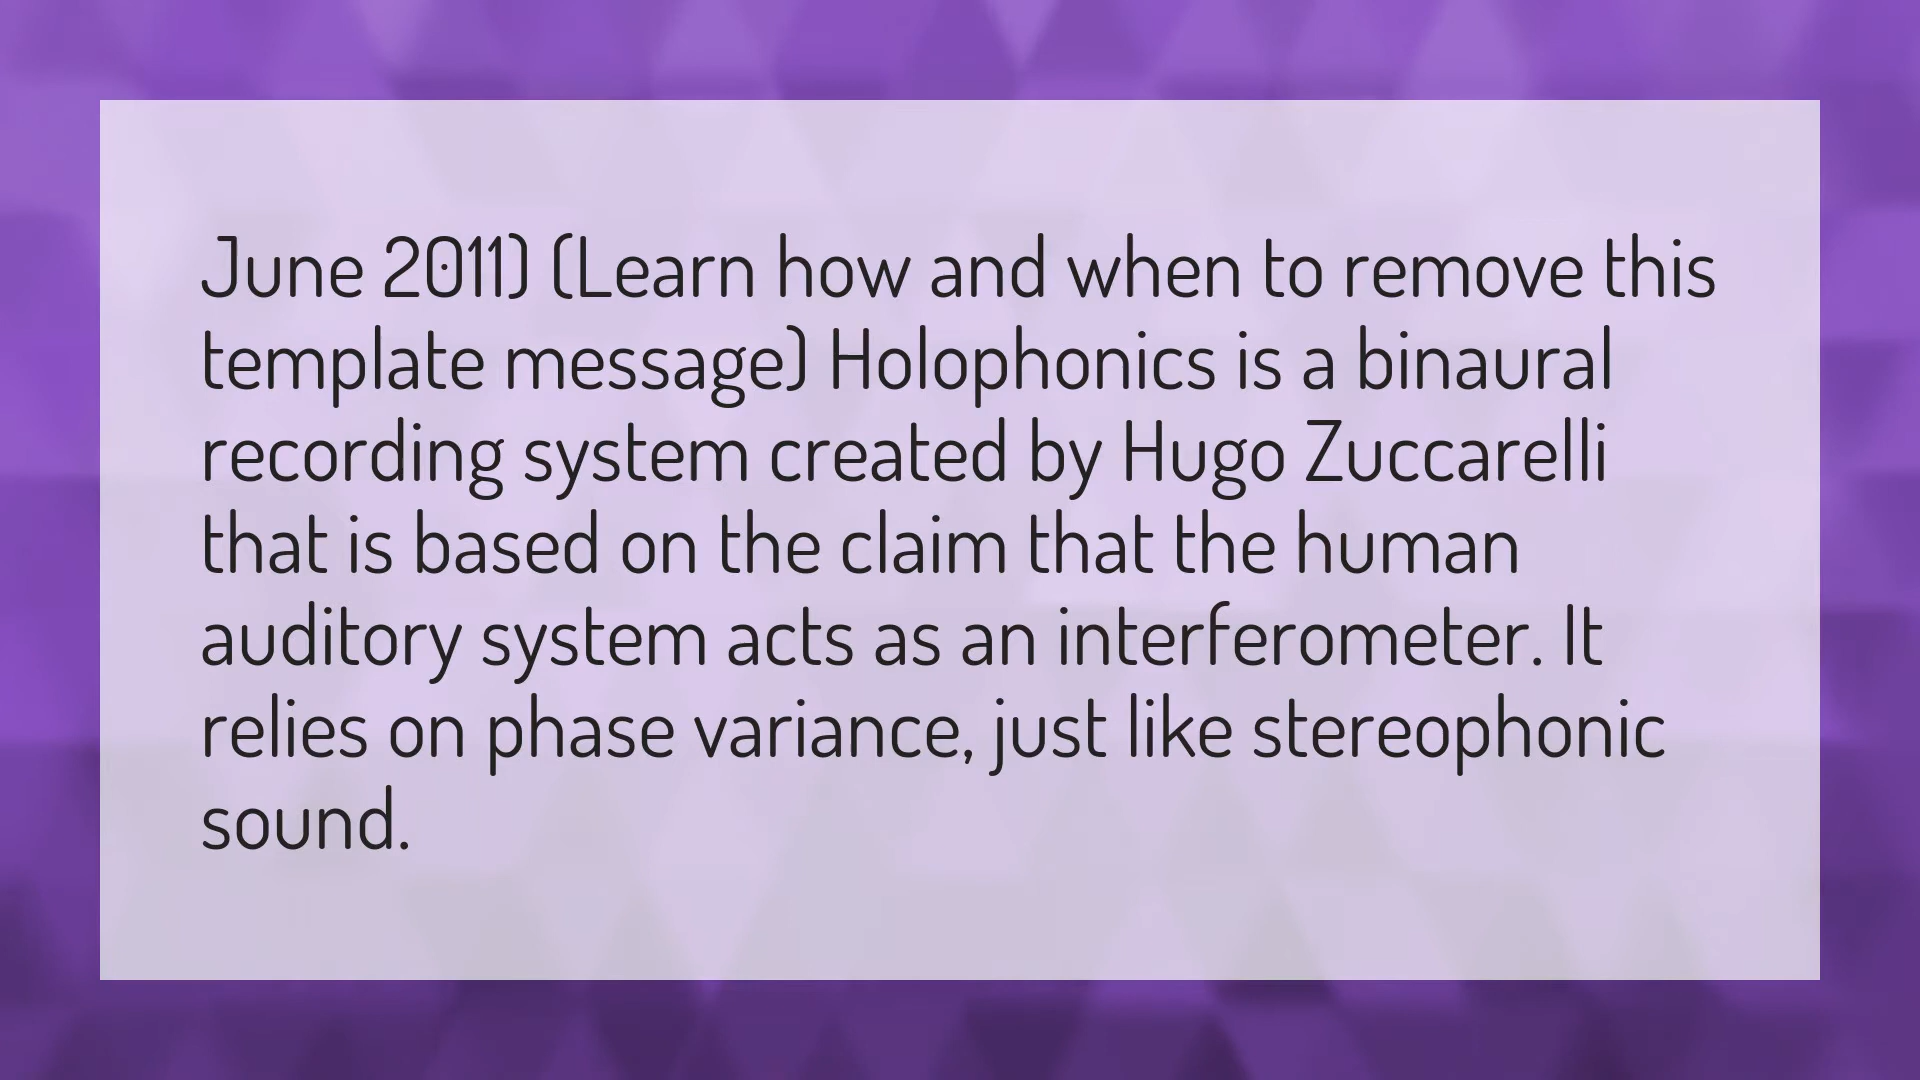 June 2011) (Learn how and when to remove this
template message) Holophonics is a binaural
recording system created by Hugo Zuccarelli
that is based on the claim that the human
auditory system acts as an interferometer. It
relies on phase variance, just like stereophonic
sound.